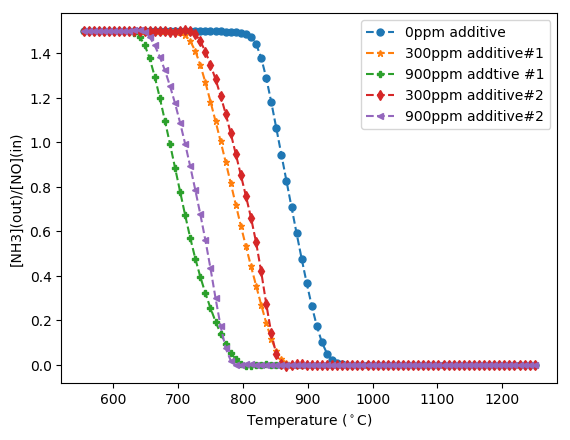 0ppm additive
300ppm additive#1
900ppm addtive #1
300ppm additive#2
900ppm additive#2
[NH3](out)/[NO](in)
1.4
1.2
1.0
0.8
0.6
0.4
0.2
0.0
600 700 800 900 1000 1100 1200
Temperature (°C)